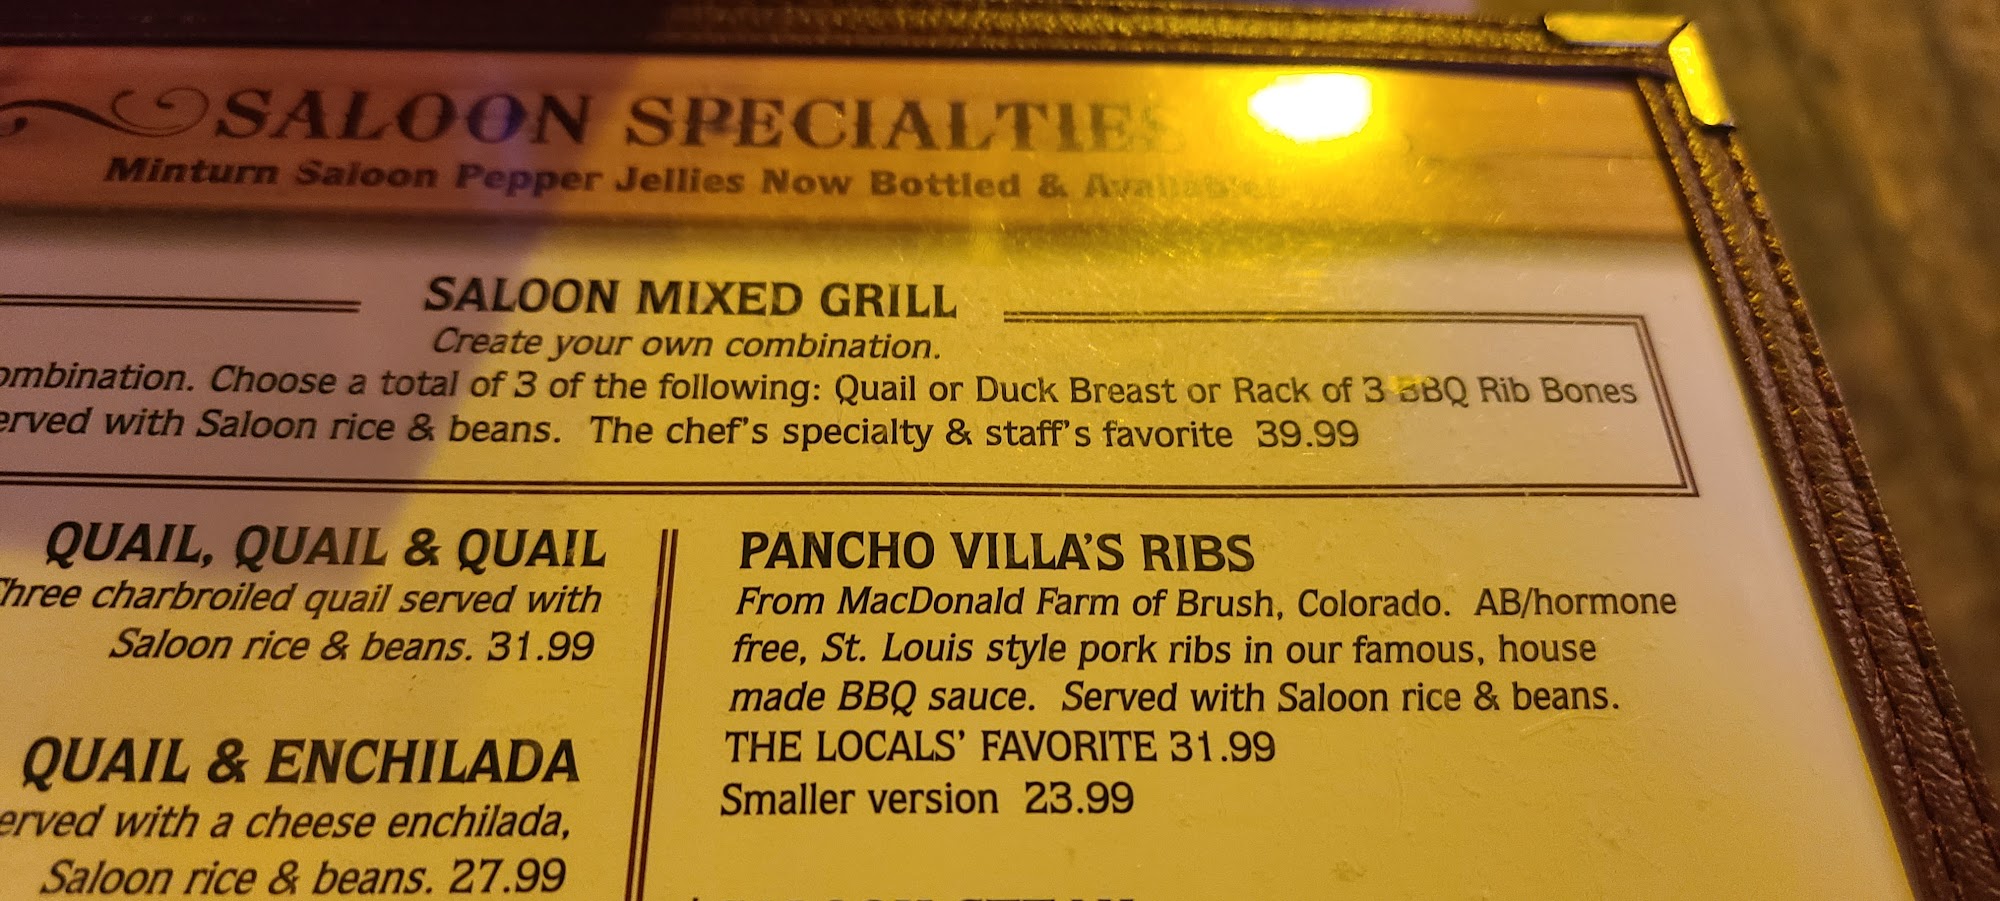 SALOON SPECIALTIES
Minturn Saloon Pepper Jellies Now Bottled & Available
SALOON MIXED GRILL
Create your own combination.
ombination. Choose a total of 3 of the following: Quail or Duck Breast or Rack of 3 BBQ Rib Bones
erved with Saloon rice & beans. The chef's specialty & staff's favorite 39.99
QUAIL, QUAIL & QUAIL
Three charbroiled quail served with
Saloon rice & beans. 31.99
QUAIL & ENCHILADA
erved with a cheese enchilada,
Saloon rice & beans. 27.99
PANCHO VILLA'S RIBS
From MacDonald Farm of Brush, Colorado. AB/hormone
free, St. Louis style pork ribs in our famous, house
made BBQ sauce. Served with Saloon rice & beans.
THE LOCALS' FAVORITE 31.99
Smaller version 23.99